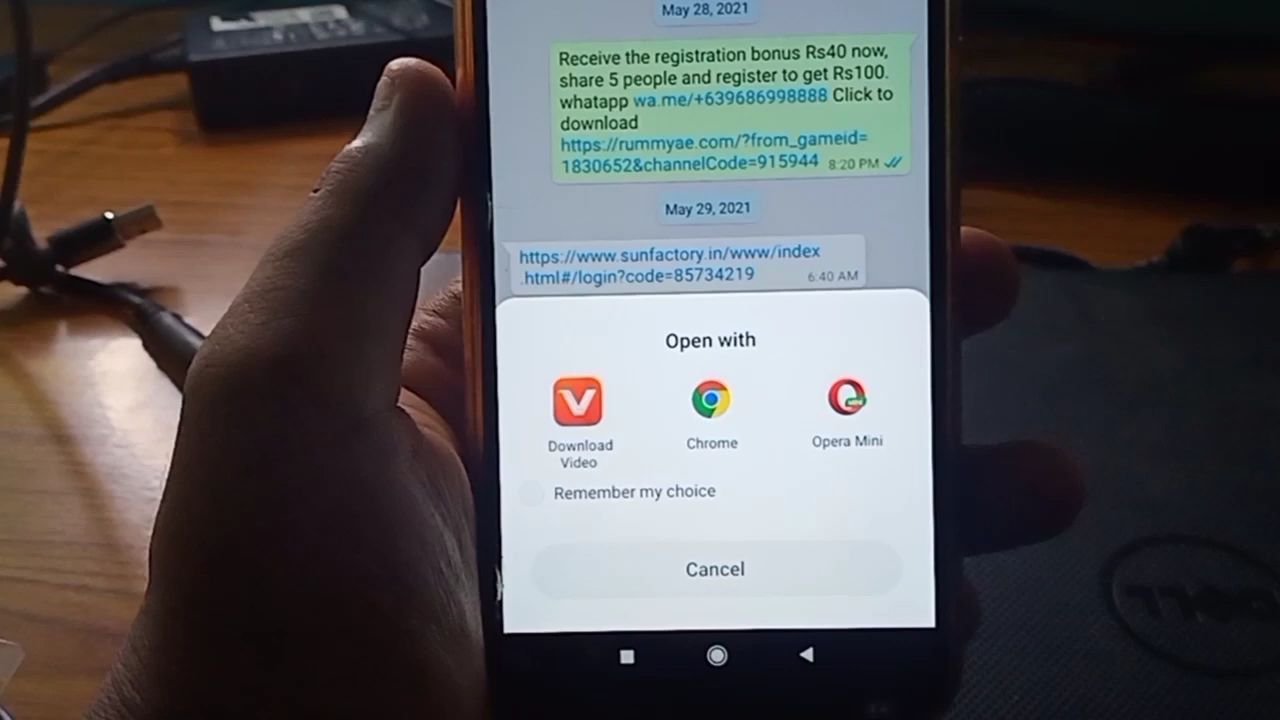 May 28, 2021
Receive the registration bonus Rs40 now,
share 5 people and register to get Rs100.
whatapp wa.me/+639686998888 Click to
download
https://rummyae.com/?from_gameid=
1830652&channelCode=915944 8:20 PM
May 29, 2021
https://www.sunfactory.in/www/index
.html#/login?code=85734219 6:40 AM
Open with
Download
Video
Chrome
Opera Mini
Remember my choice
Cancel
DELL